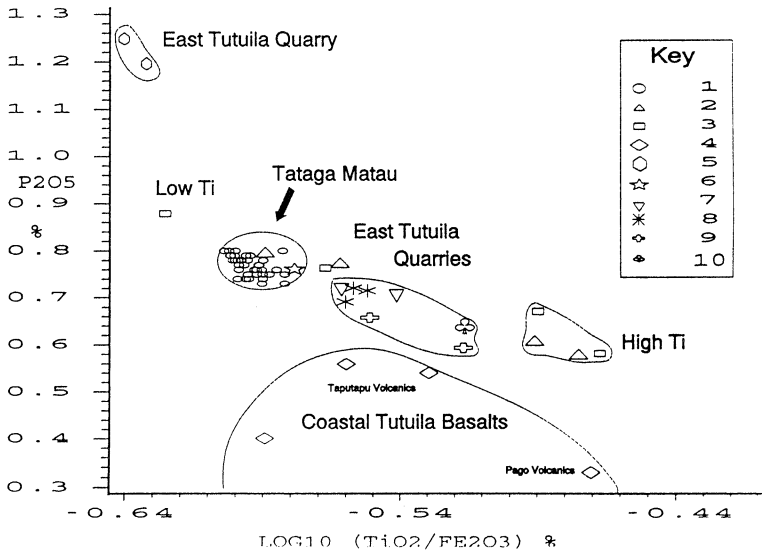 1.3
1.2
1.1
1.0
P2O5
0.9
%
0.8
0.7
0.6
0.5
0.4
0.3
East Tutuila Quarry
Low Ti
Tataga Matau
East Tutuila
Quarries
High Ti
Taputapu Volcanics
Coastal Tutuila Basalts
Pago Volcanics
Key
1
2
3
4
5
6
7
8
9
10
-0.64
-0.54
-0.44
LOG10 (TiO2/FE2O3) %